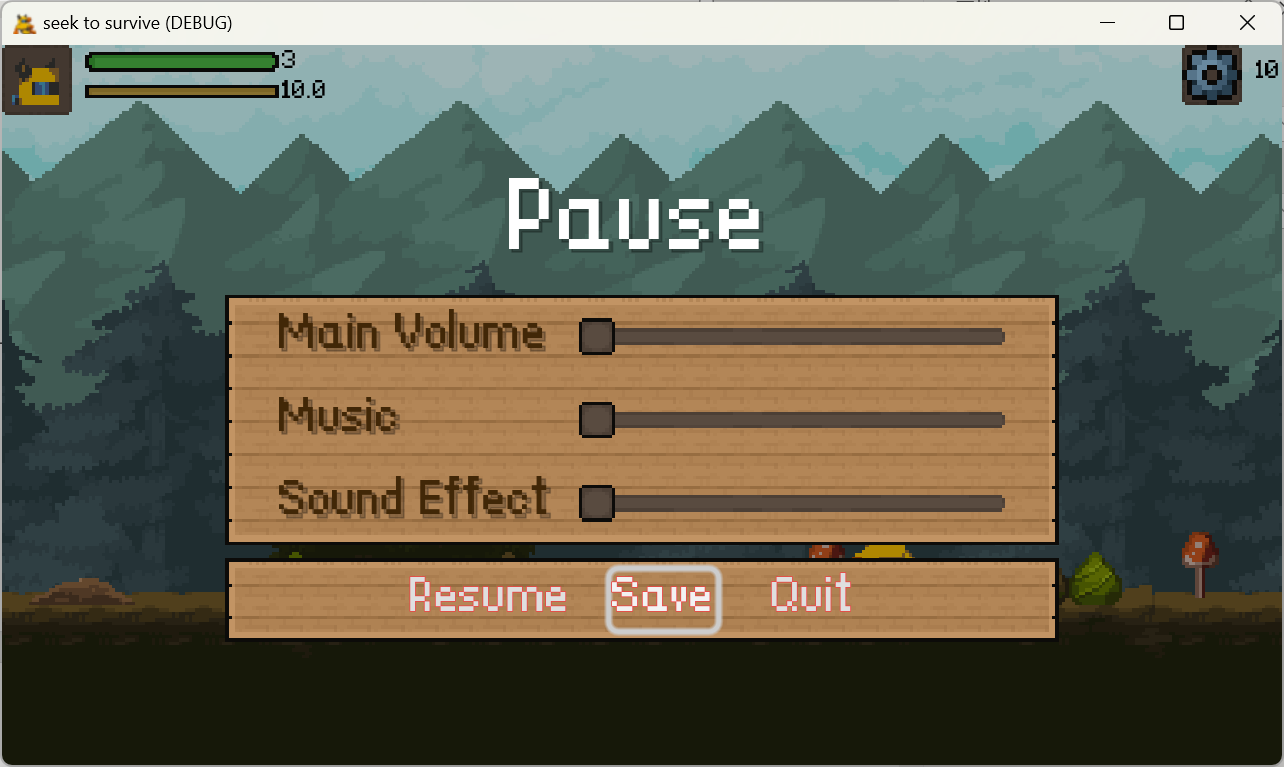 seek to survive (DEBUG)
3
10.0
10
Pause
Main Volume
Music
Sound Effect
Resume Save Quit